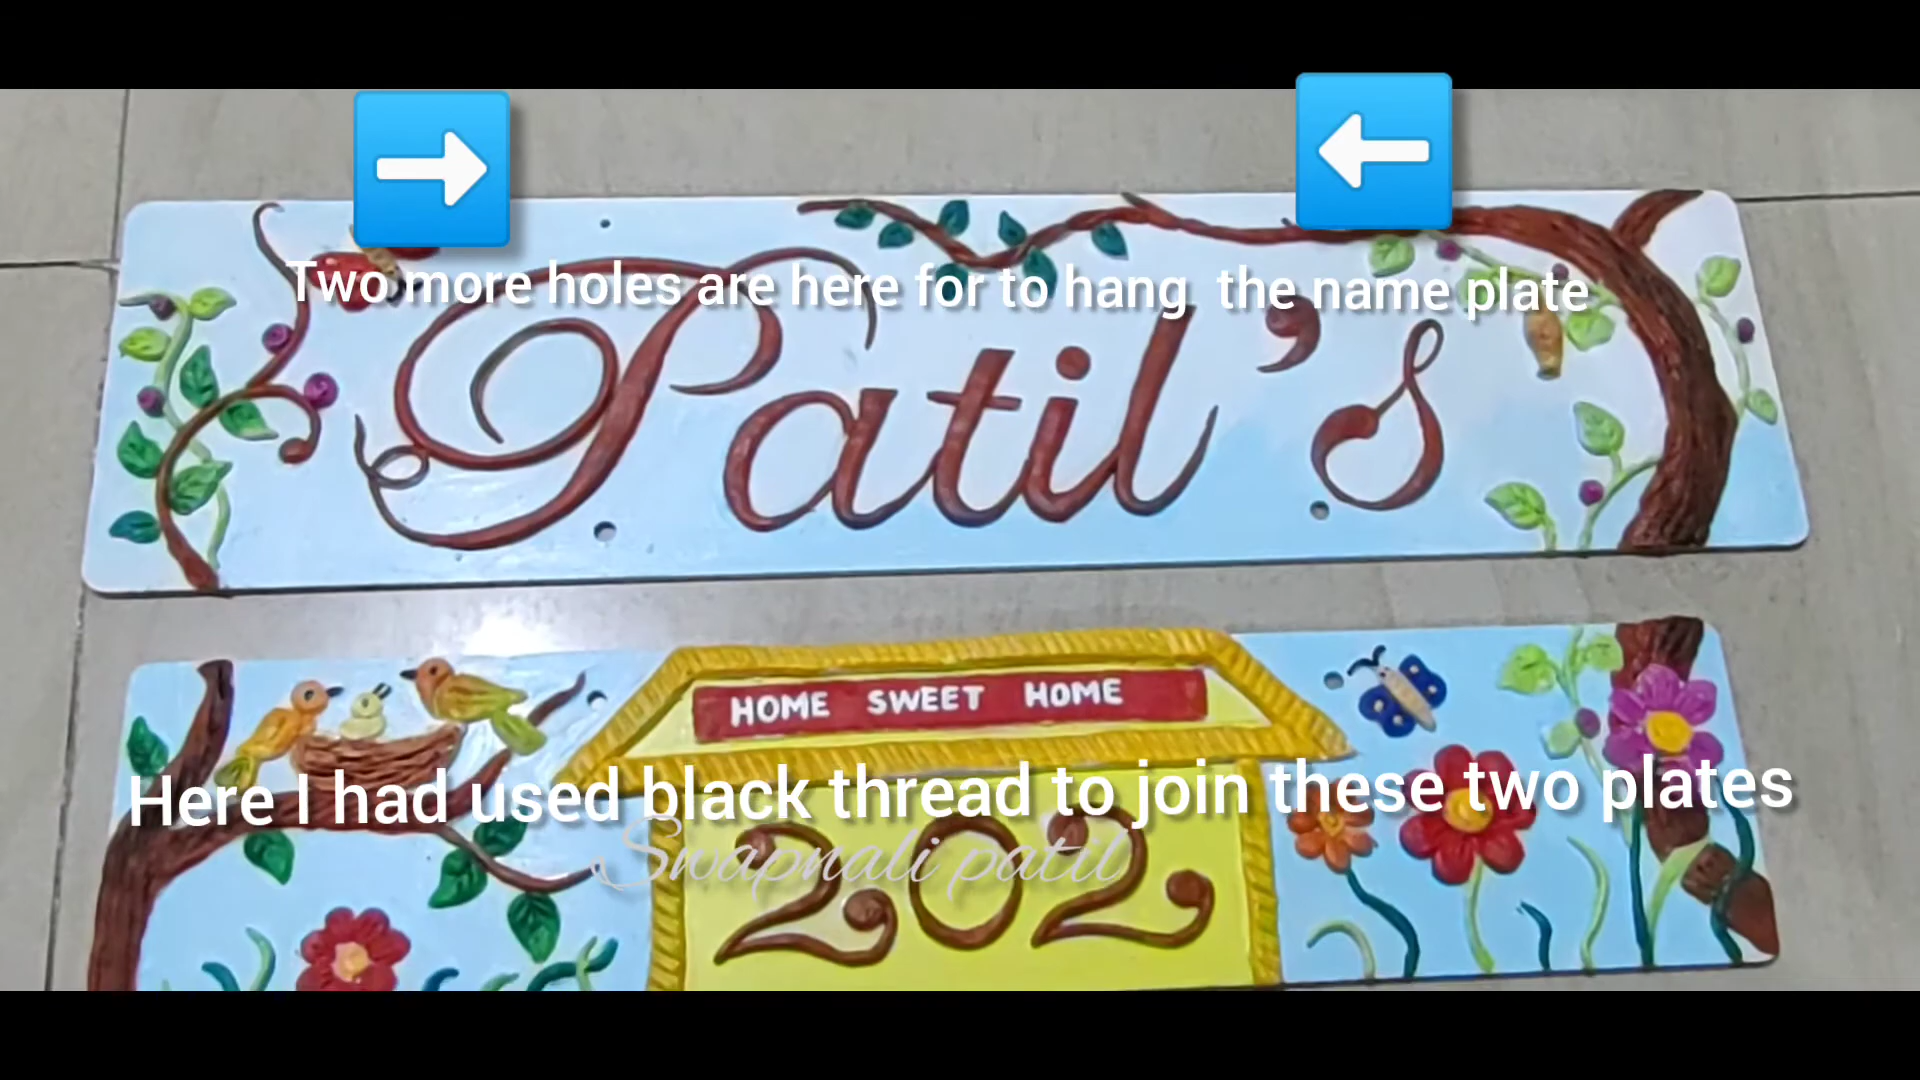 Two more holes are here for to hang the name plate
Patil's
HOME SWEET HOME
Here I had used black thread to join these two plates
Swapnali patil
202